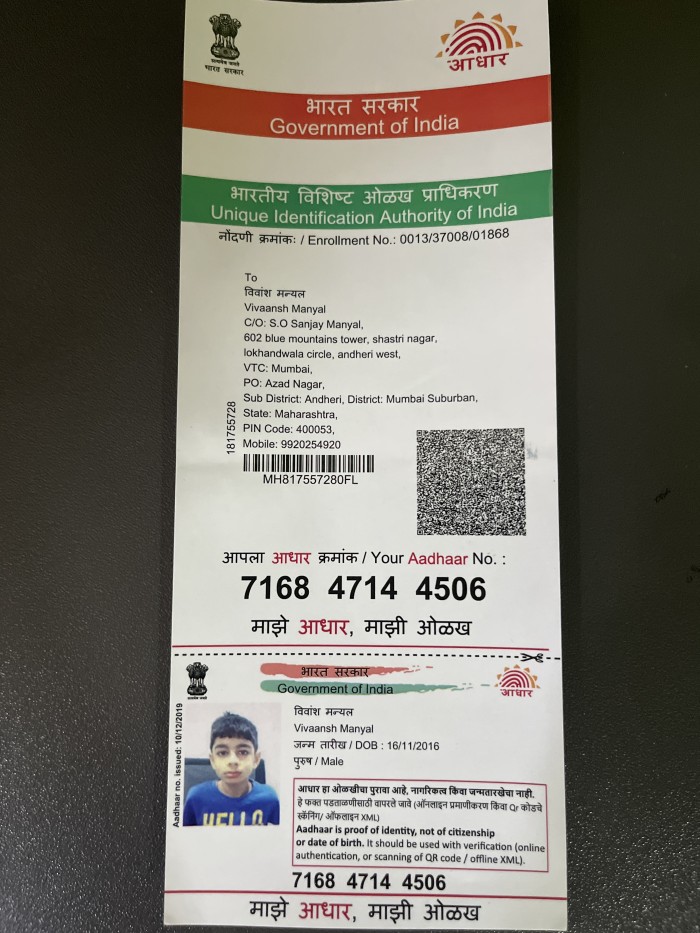 सत्यमेव जयते
भारत सरकार
आधार
भारत सरकार
Government of India
भारतीय विशिष्ट ओळख प्राधिकरण
Unique Identification Authority of India
नोंदणी क्रमांकः / Enrollment No.: 0013/37008/01868
To
विवांश मन्यल
Vivaansh Manyal
C/O: S.O Sanjay Manyal,
602 blue mountains tower, shastri nagar,
lokhandwala circle, andheri west,
VTC: Mumbai,
PO: Azad Nagar,
Sub District: Andheri, District: Mumbai Suburban,
State: Maharashtra,
PIN Code: 400053,
Mobile: 9920254920
181755728
MH817557280FL
आपला आधार क्रमांक / Your Aadhaar No. :
7168 4714 4506
माझे आधार, माझी ओळख
भारत सरकार
Government of India
आधार
Aadhaar no. issued: 10/12/2019
विवांश मन्यल
Vivaansh Manyal
जन्म तारीख / DOB : 16/11/2016
पुरुष / Male
HELLO
आधार हा ओळखीचा पुरावा आहे, नागरिकत्व किंवा जन्मतारखेचा नाही.
हे फक्त पडताळणीसाठी वापरले जावे (ऑनलाइन प्रमाणीकरण किंवा QR कोडचे
स्कॅनिंग/ ऑफलाइन XML)
Aadhaar is proof of identity, not of citizenship
or date of birth. It should be used with verification (online
authentication, or scanning of QR code / offline XML).
7168 4714 4506
माझे आधार, माझी ओळख